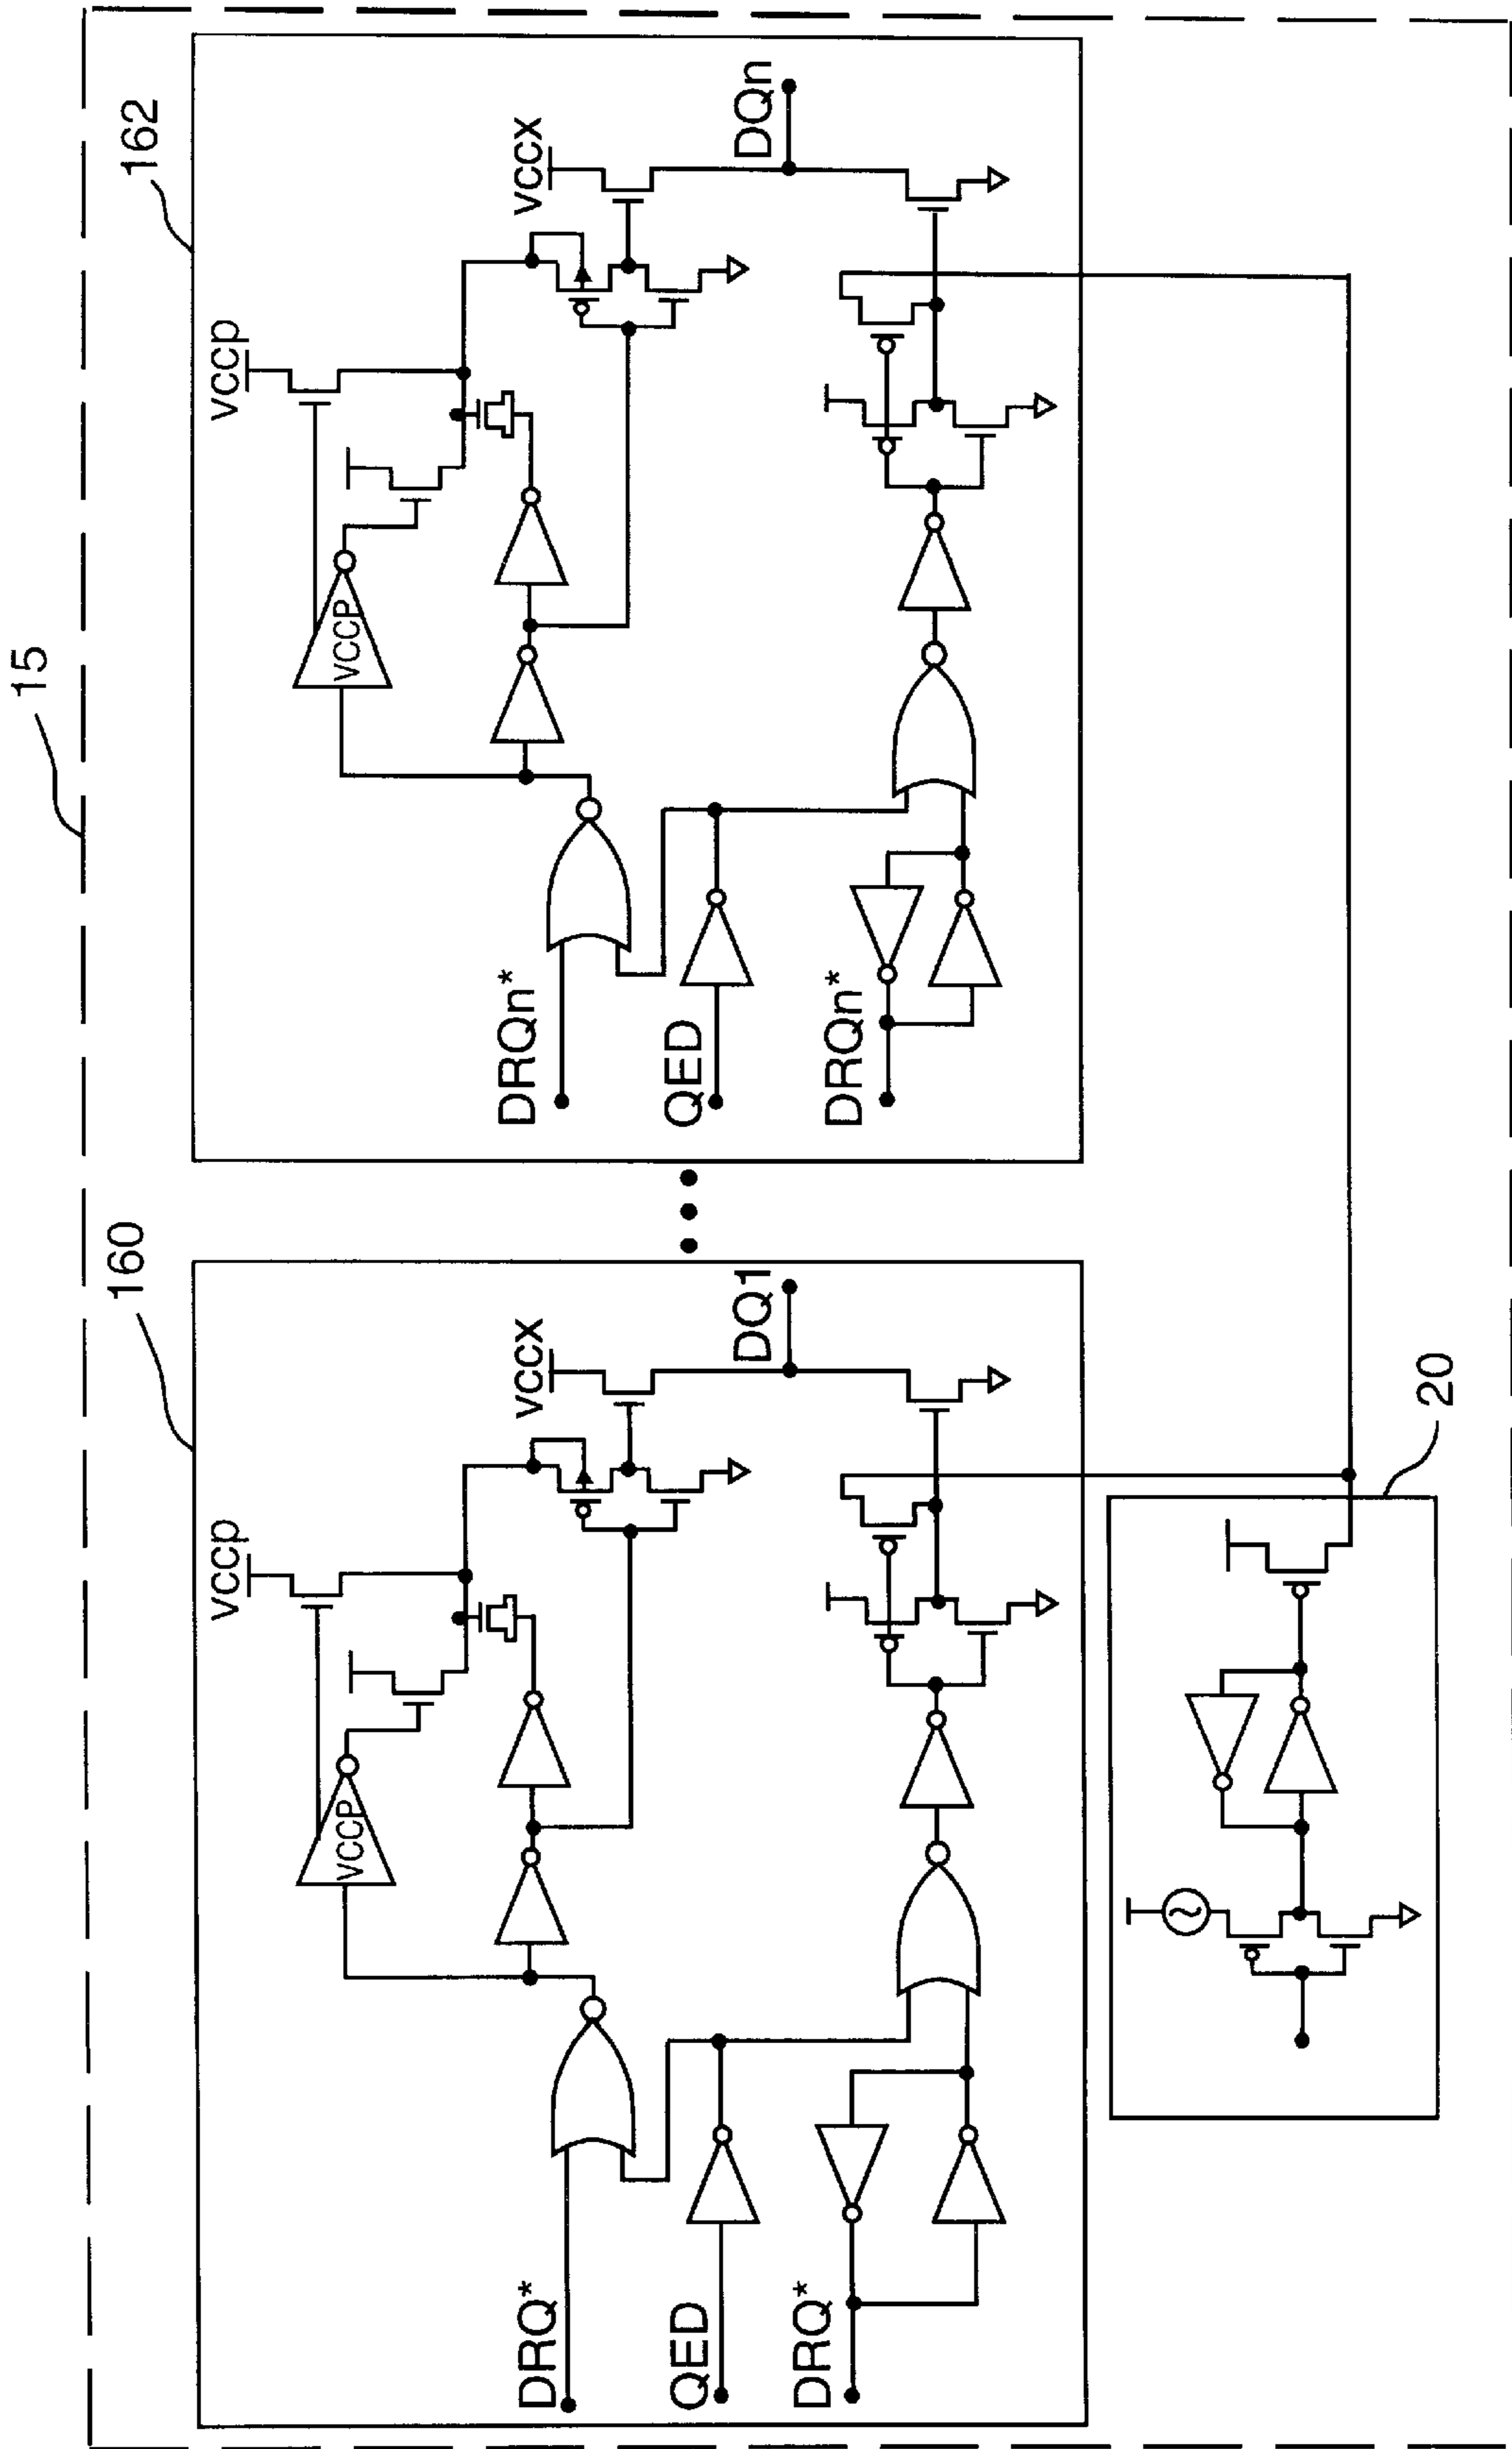 15
160
vccp
VCCP
vccx
DRQ*
QED
DQ1
DRQ*
162
vccp
VCCP
vccx
DRQn*
QED
DQn
DRQn*
20